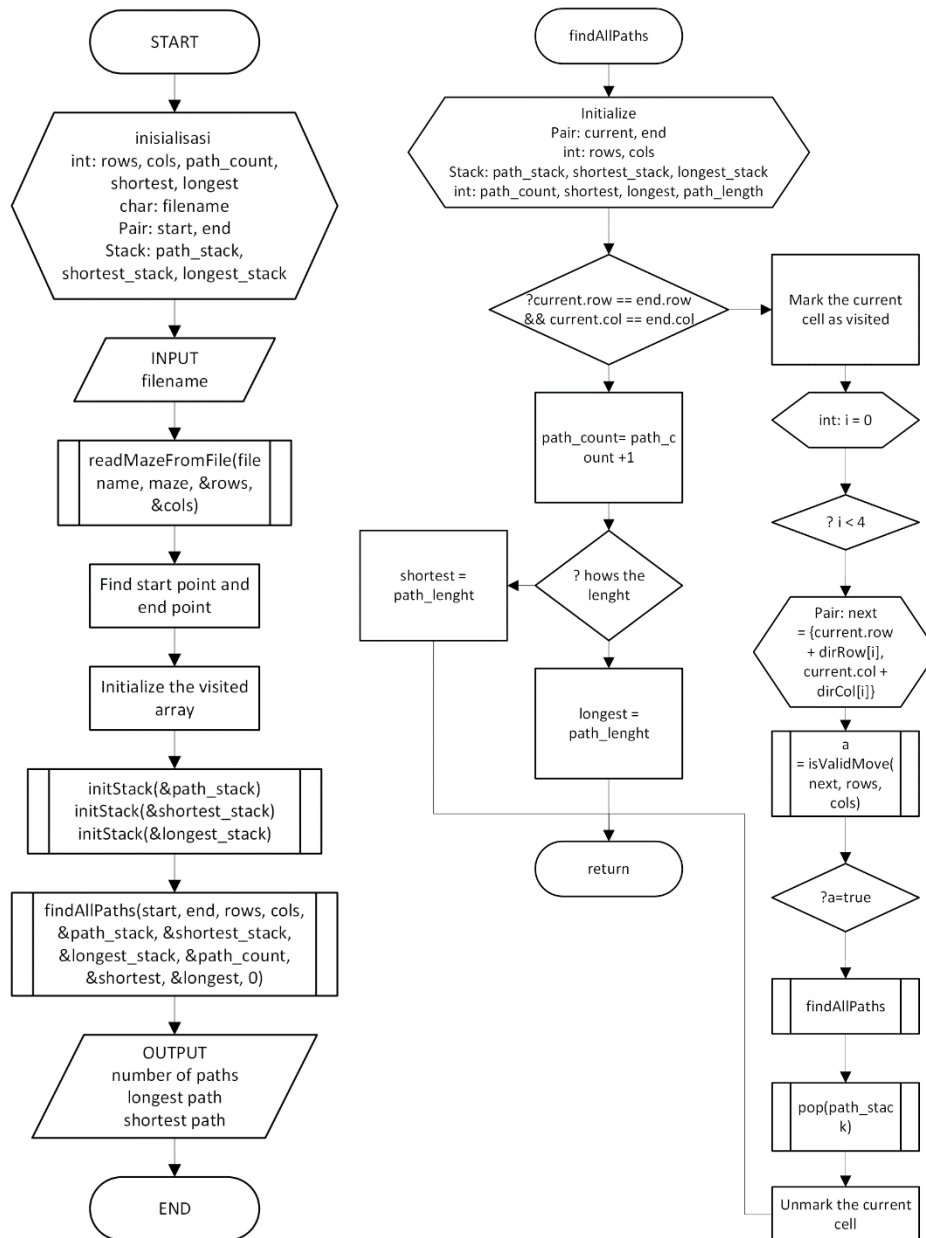 START
inisialisasi
int: rows, cols, path_count,
shortest, longest
char: filename
Pair: start, end
Stack: path_stack,
shortest_stack, longest_stack
INPUT
filename
readMazeFromFile(file
name, maze, &rows,
&cols)
Find start point and
end point
Initialize the visited
array
initStack(&path_stack)
initStack(&shortest_stack)
initStack(&longest_stack)
findAllPaths(start, end, rows, cols,
&path_stack, &shortest_stack,
&longest_stack, &path_count,
&shortest, &longest, 0)
OUTPUT
number of paths
longest path
shortest path
END
findAllPaths
Initialize
Pair: current, end
int: rows, cols
Stack: path_stack, shortest_stack, longest_stack
int: path_count, shortest, longest, path_length
?current.row == end.row
&& current.col == end.col
path_count= path_c
ount +1
? hows the
lenght
shortest =
path_lenght
longest =
path_lenght
return
Mark the current
cell as visited
int: i = 0
? i < 4
Pair: next
= {current.row
+ dirRow[i],
current.col +
dirCol[i]}
a
= isValidMove(
next, rows,
cols)
?a=true
findAllPaths
pop(path_stac
k)
Unmark the current
cell